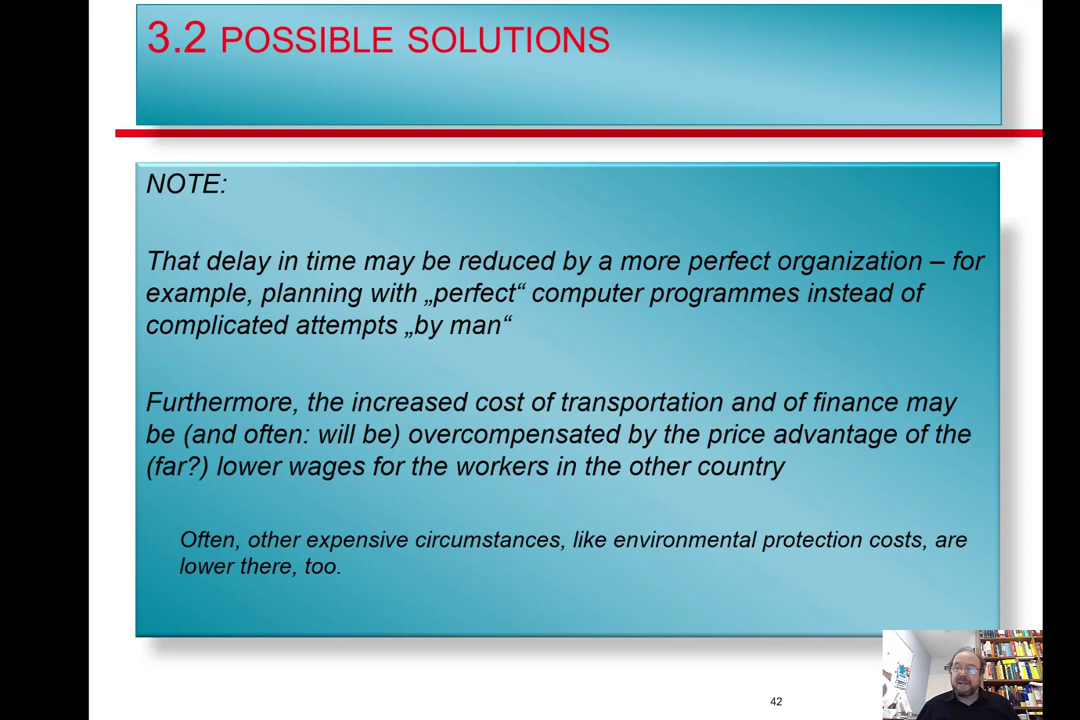 3.2 POSSIBLE SOLUTIONS
NOTE:
That delay in time may be reduced by a more perfect organization – for
example, planning with „perfect“ computer programmes instead of
complicated attempts „by man“
Furthermore, the increased cost of transportation and of finance may
be (and often: will be) overcompensated by the price advantage of the
(far?) lower wages for the workers in the other country
Often, other expensive circumstances, like environmental protection costs, are
lower there, too.
42